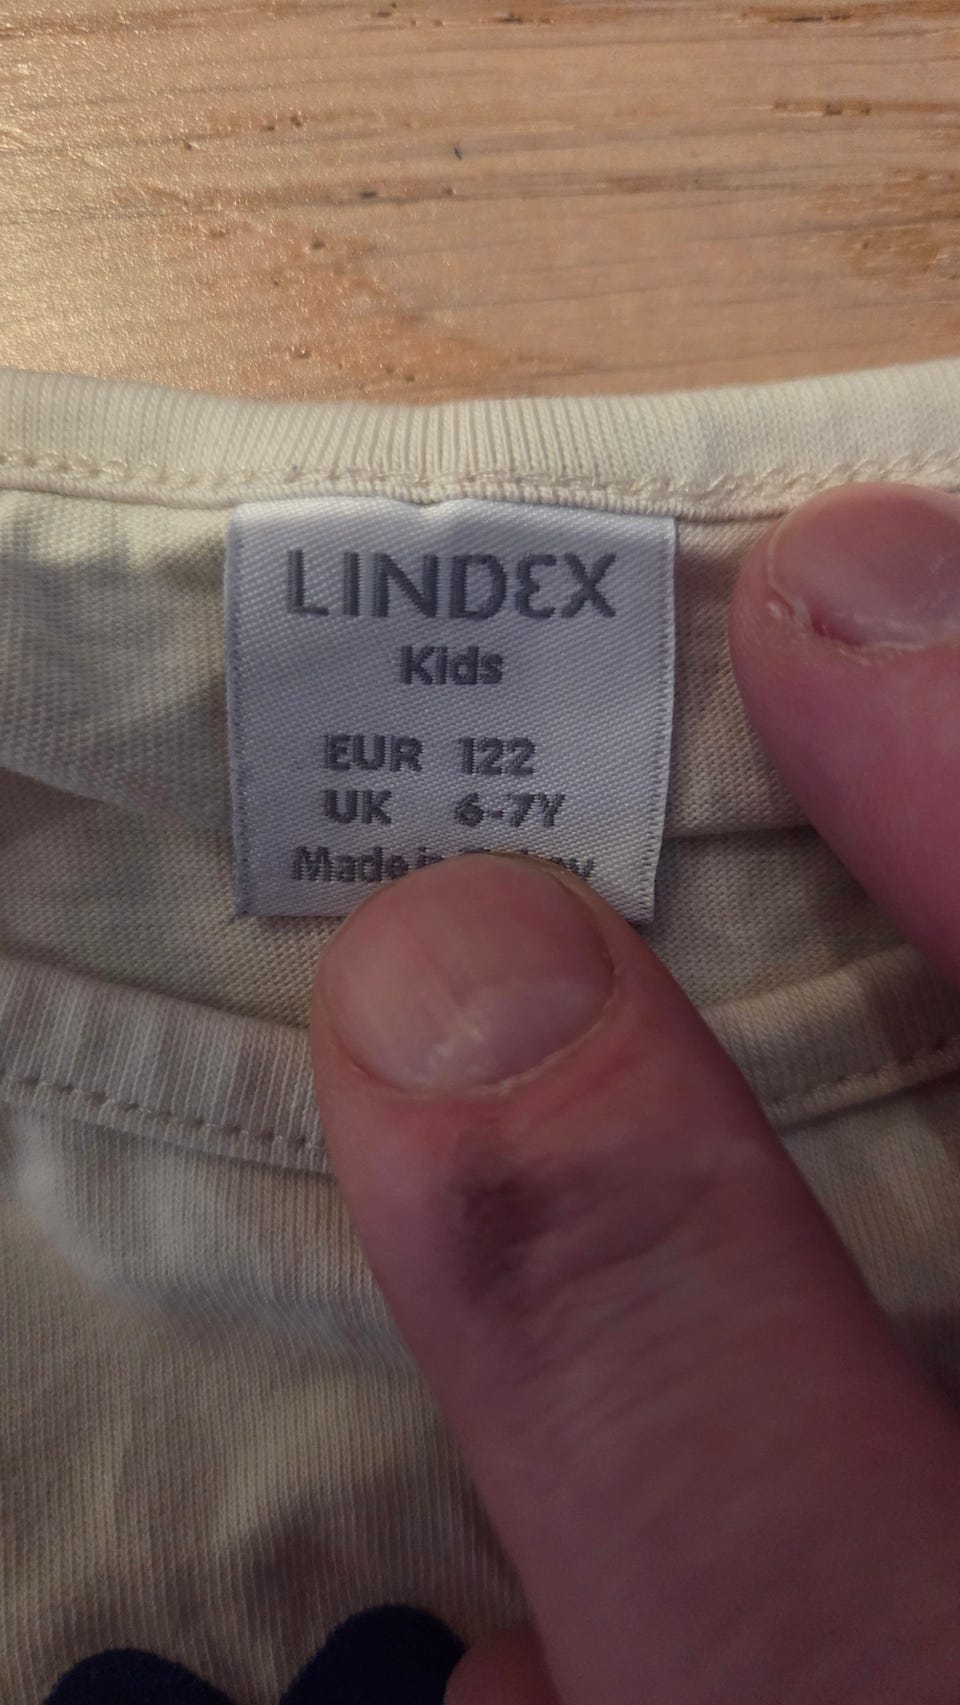 LINDEX
Kids
EUR 122
UK 6-7Y
Made in